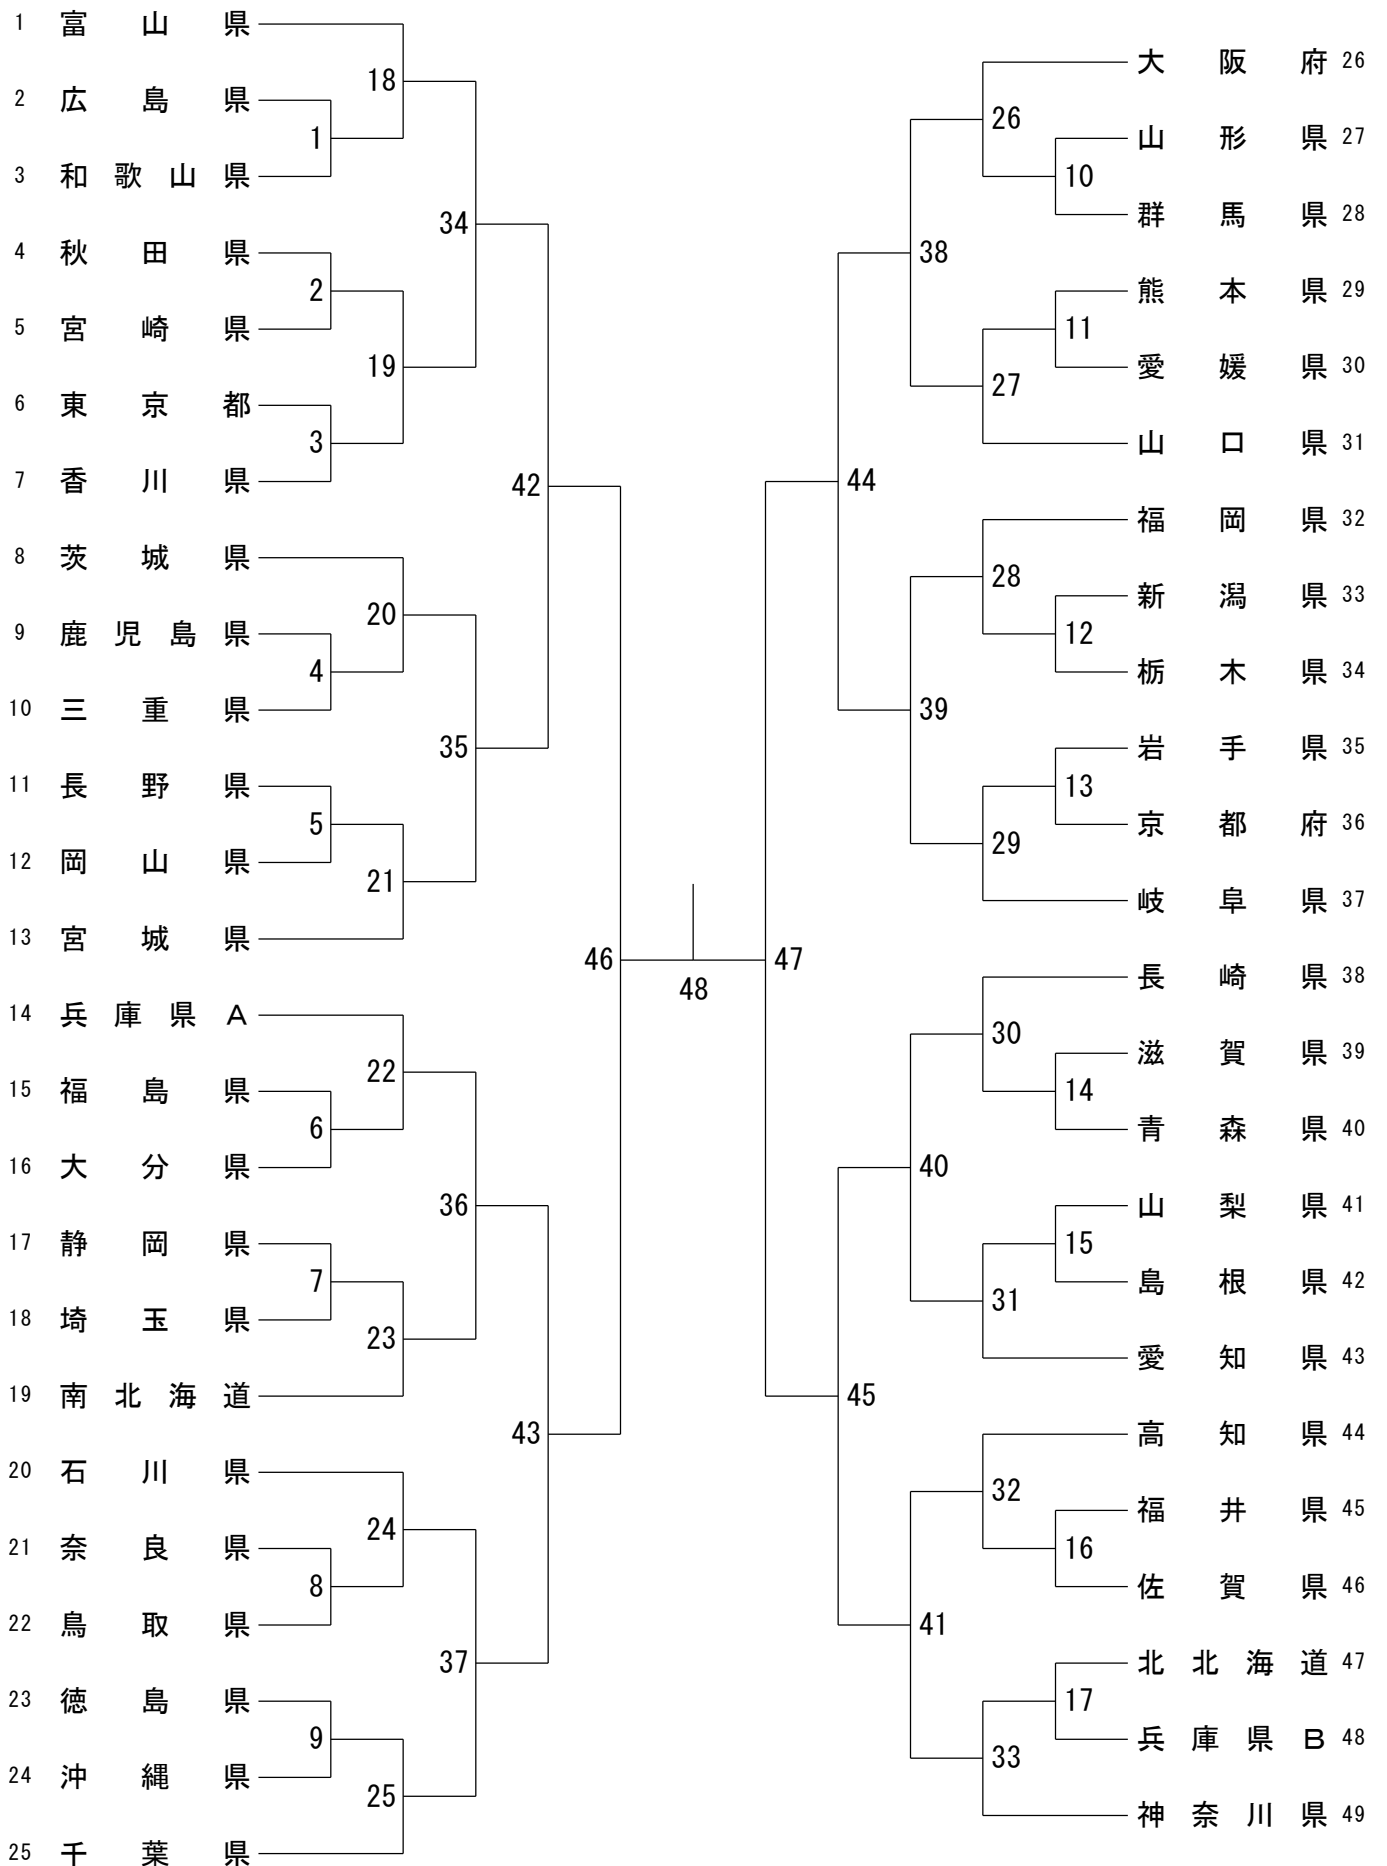 1 富山県
2 広島県
3 和歌山県
4 秋田県
5 宮崎県
6 東京都
7 香川県
8 茨城県
9 鹿児島県
10 三重県
11 長野県
12 岡山県
13 宮城県
14 兵庫県A
15 福島県
16 大分県
17 静岡県
18 埼玉県
19 南北海道
20 石川県
21 奈良県
22 鳥取県
23 徳島県
24 沖縄県
25 千葉県
1
2
3
4
5
6
7
8
9
18
19
20
21
22
23
24
25
34
35
36
37
42
43
46
48
47
44
45
38
39
40
41
26
27
28
29
30
31
32
33
10
11
12
13
14
15
16
17
大阪府 26
山形県 27
群馬県 28
熊本県 29
愛媛県 30
山口県 31
福岡県 32
新潟県 33
栃木県 34
岩手県 35
京都府 36
岐阜県 37
長崎県 38
滋賀県 39
青森県 40
山梨県 41
島根県 42
愛知県 43
高知県 44
福井県 45
佐賀県 46
北北海道 47
兵庫県B 48
神奈川県 49